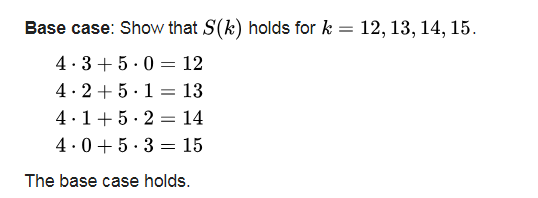 Base case: Show that S(k) holds for k = 12, 13, 14, 15.
4 · 3 + 5 · 0 = 12
4 · 2 + 5 · 1 = 13
4 · 1 + 5 · 2 = 14
4 · 0 + 5 · 3 = 15
The base case holds.